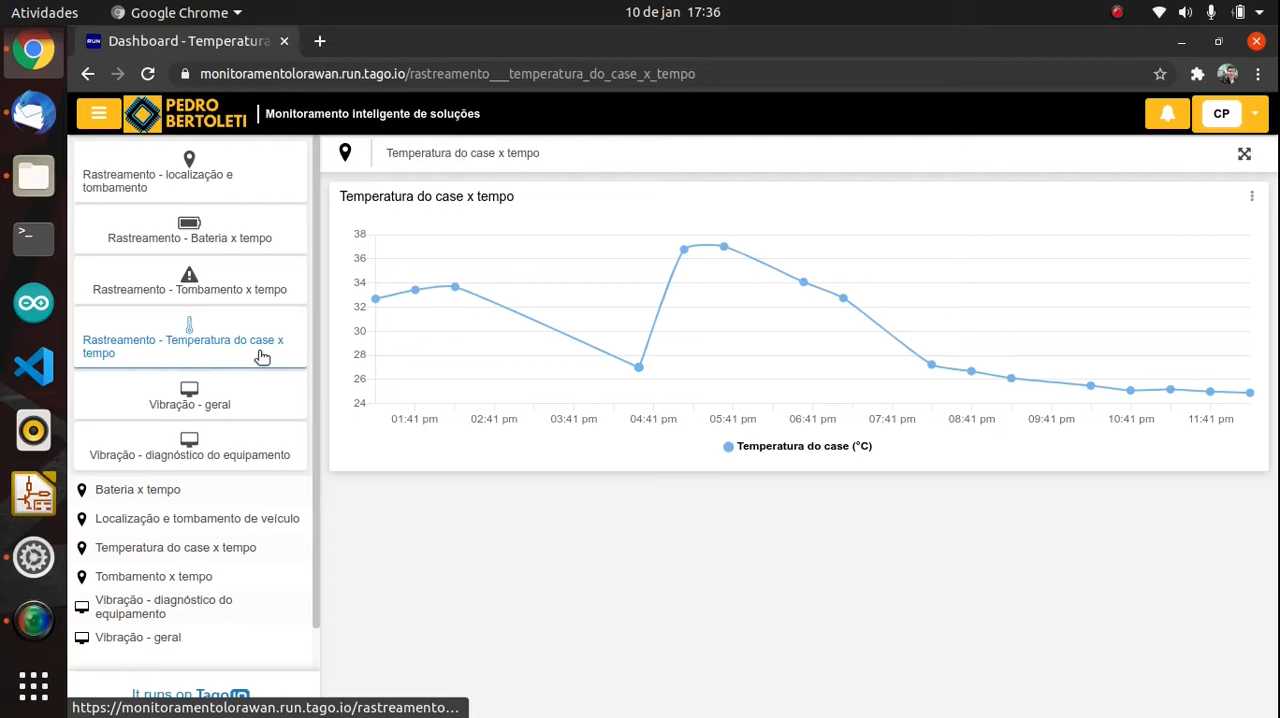 Atividades
Google Chrome
10 de jan 17:36
RUN
Dashboard - Temperatura
monitoramentolorawan.run.tago.io/rastreamento___temperatura_do_case_x_tempo
PEDRO
BERTOLETI
Monitoramento inteligente de soluções
CP
Rastreamento - localização e
tombamento
Rastreamento - Bateria x tempo
Rastreamento - Tombamento x tempo
Rastreamento - Temperatura do case x
tempo
Vibração - geral
Vibração - diagnóstico do equipamento
Bateria x tempo
Localização e tombamento de veículo
Temperatura do case x tempo
Tombamento x tempo
Vibração - diagnóstico do
equipamento
Vibração - geral
It runs on TagoIO
https://monitoramentolorawan.run.tago.io/rastreamento…
Temperatura do case x tempo
Temperatura do case x tempo
38
36
34
32
30
28
26
24
01:41 pm 02:41 pm 03:41 pm 04:41 pm 05:41 pm 06:41 pm 07:41 pm 08:41 pm 09:41 pm 10:41 pm 11:41 pm
Temperatura do case (°C)